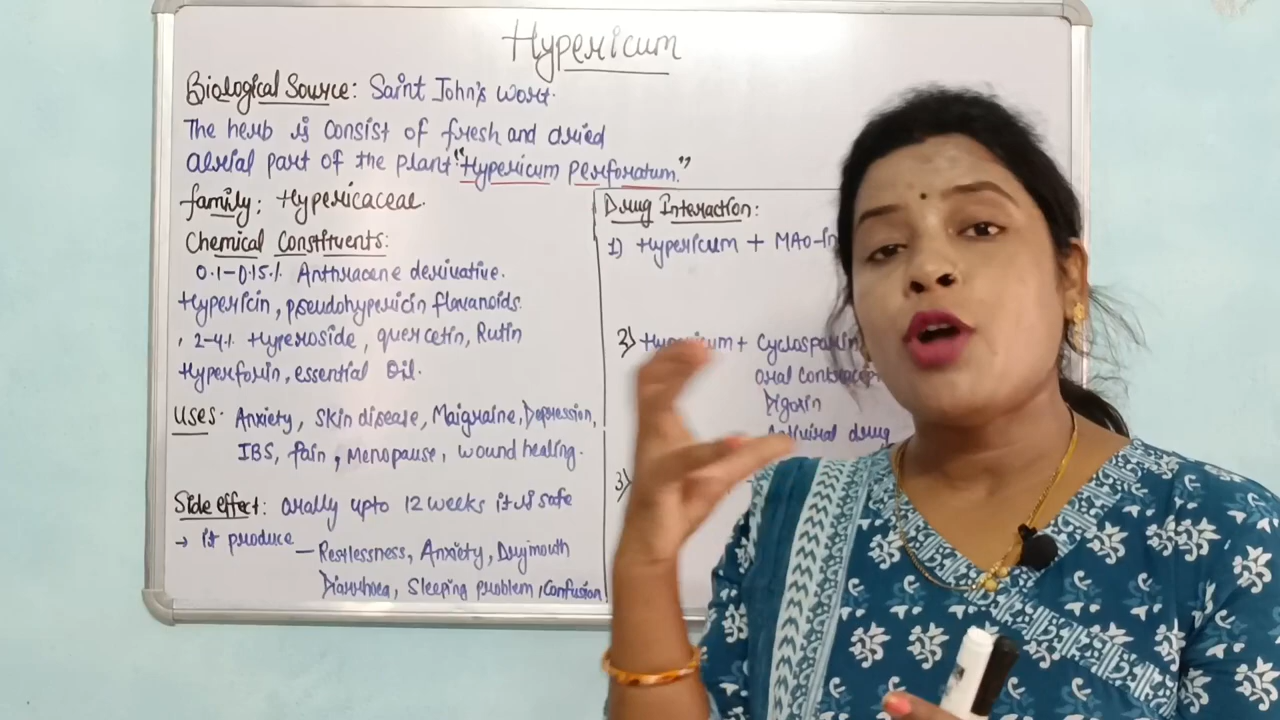 Hypericum
Biological Source: Saint John's wort.
The herb is consist of fresh and dried
aerial part of the plant "Hypericum perforatum."
family: Hypericaceae.
Chemical Constituents:
0.1-0.15% Anthracene derivative.
Hypericin, pseudohypericin flavanoids.
2-4% Hyperoside, quercetin, Rutin
Hyperforin, essential Oil.
Uses. Anxiety, Skin disease, Maigraine, Depression,
IBS, Pain, Menopause, wound healing.
Side effect: orally upto 12 weeks it is safe
→ it produce — Restlessness, Anxiety, Drymouth
Diarrhoea, Sleeping problem, Confusion
Drug Interaction:
1) Hypericum + MAO-in
2) Hypericum + Cyclosporin
oral contracep
Digoxin
Antiviral drug
3)